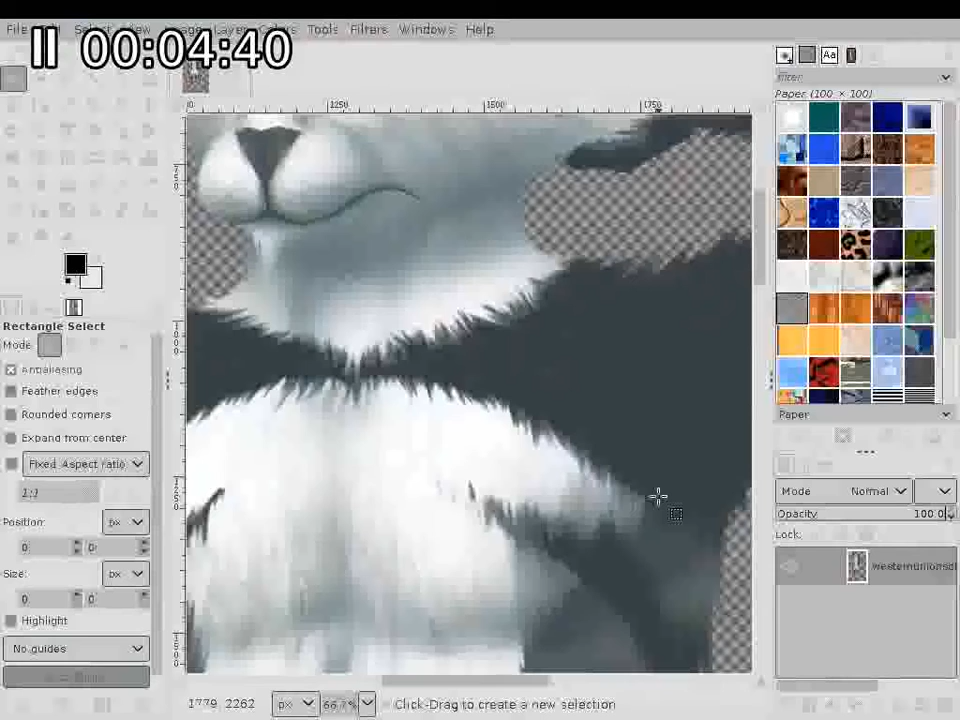 File Edit Select View Image Layer Colors Tools Filters Windows Help
00:04:40
filter
Paper (100 × 100)
1250
1500
1750
Rectangle Select
Mode
Antialiasing
Feather edges
Rounded corners
Expand from center
Fixed Aspect ratio
1:1
Position:
px
0
0
Size:
px
0
0
Highlight
No guides
1779, 2262
px
66.7%
Click-Drag to create a new selection
Paper
Mode
Normal
Opacity
100.0
Lock: